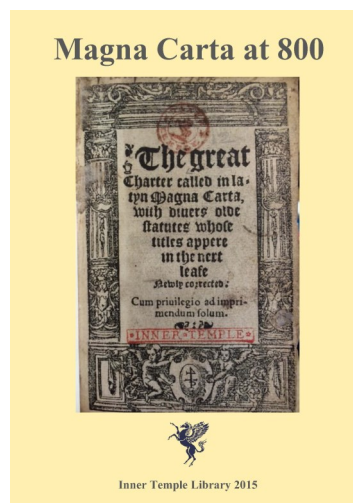 Magna Carta at 800
The great
Charter called in la-
tyn Magna Carta,
with diuers olde
statutes whose
titles appere
in the next
leafe
Newly corrected:
Cum priuilegio ad impri-
mendum solum.
INNER TEMPLE
Inner Temple Library 2015